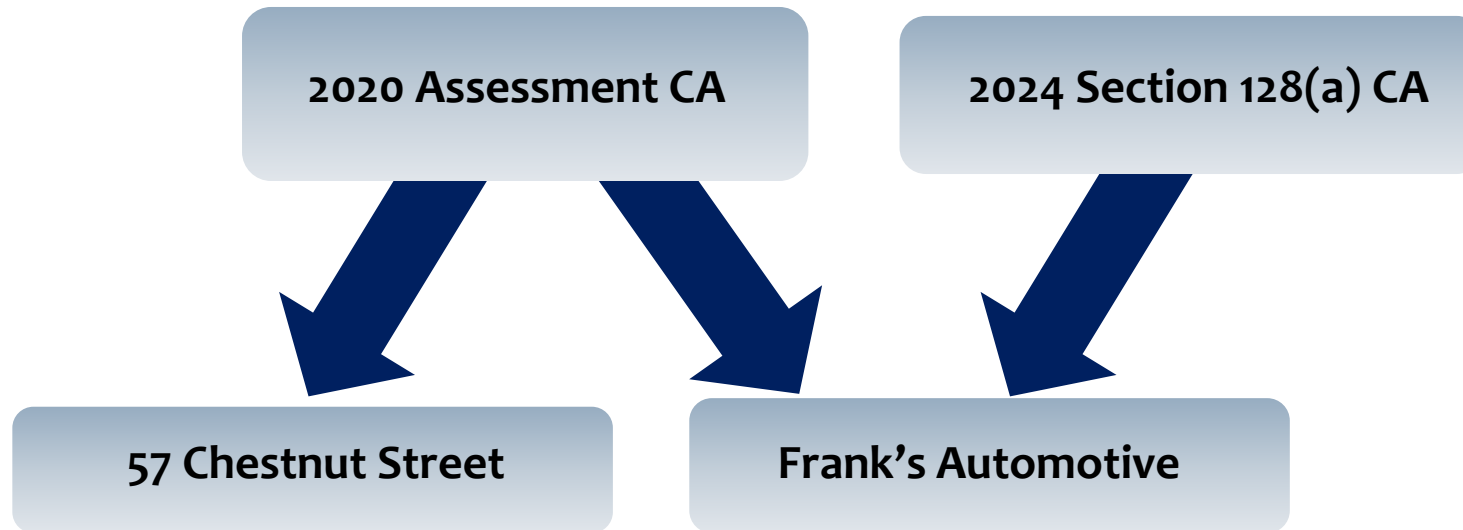 2020 Assessment CA
2024 Section 128(a) CA
57 Chestnut Street
Frank’s Automotive